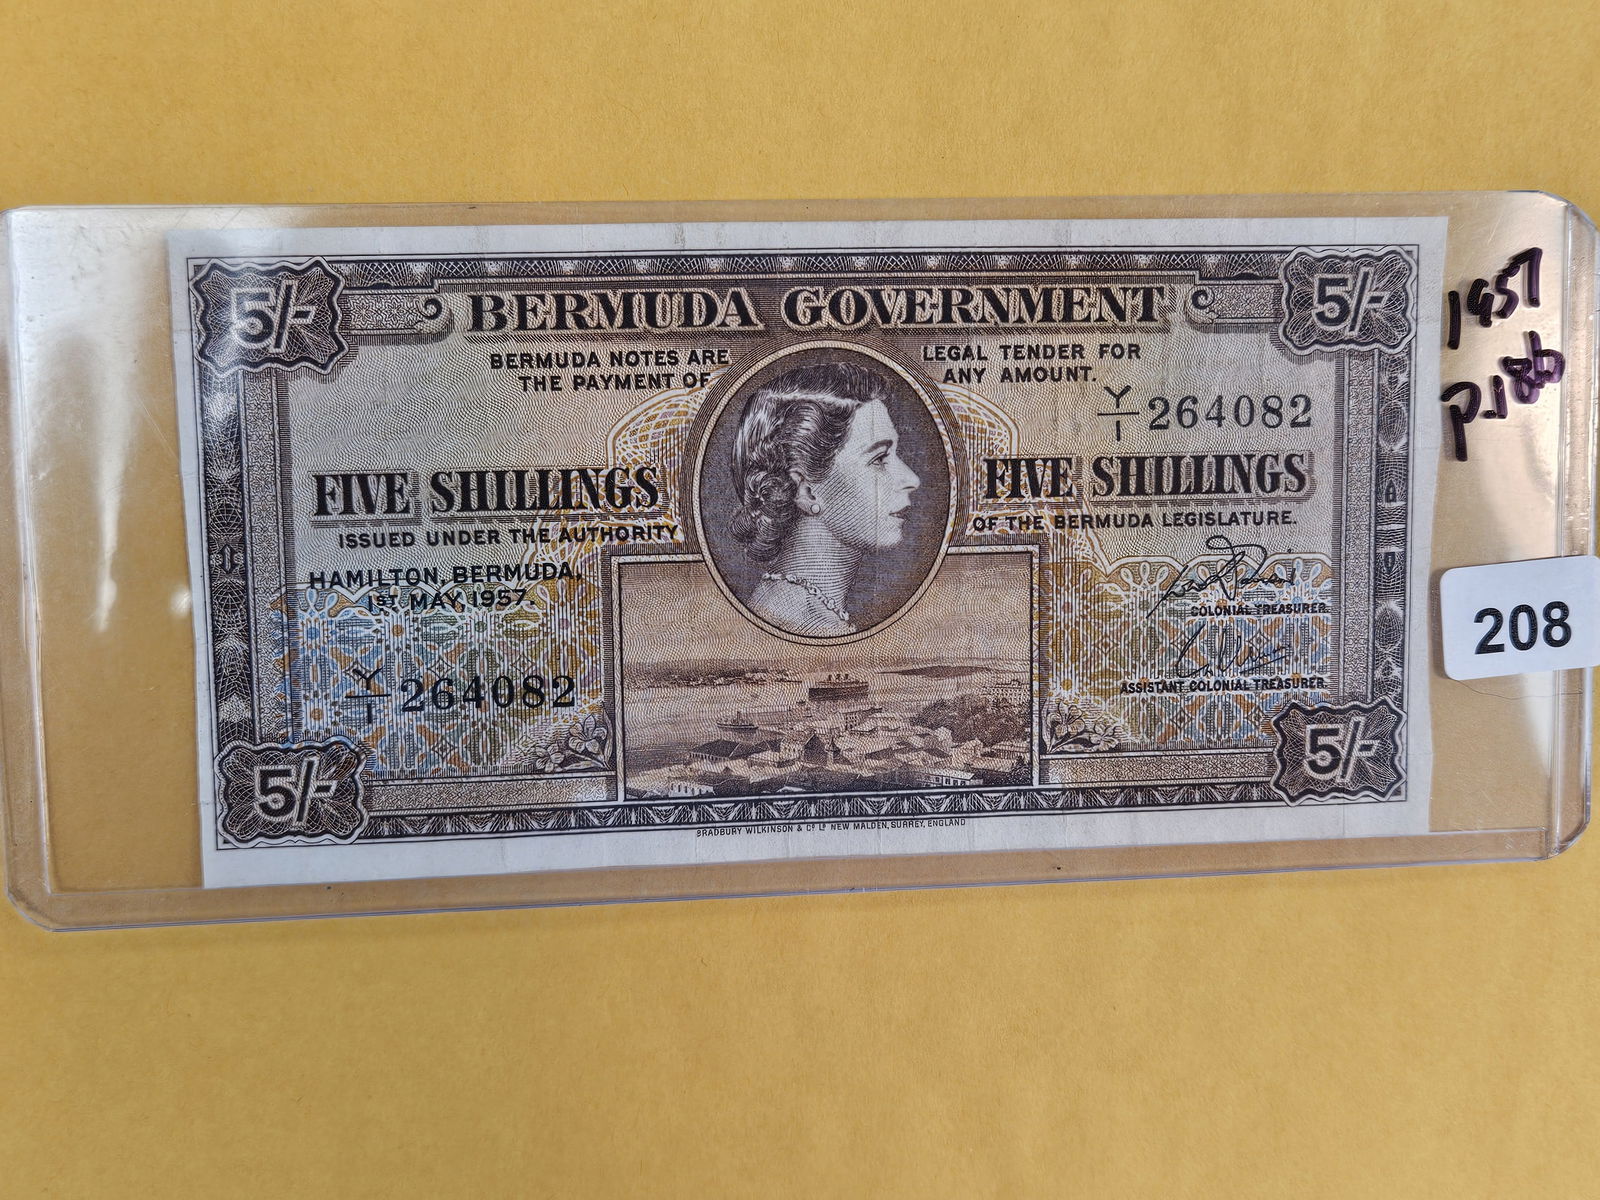 5/- 5/-
BERMUDA GOVERNMENT
BERMUDA NOTES ARE LEGAL TENDER FOR
THE PAYMENT OF ANY AMOUNT.
Y/1 264082
FIVE SHILLINGS FIVE SHILLINGS
ISSUED UNDER THE AUTHORITY OF THE BERMUDA LEGISLATURE.
HAMILTON, BERMUDA,
1ST MAY, 1957.
COLONIAL TREASURER.
Y/1 264082
ASSISTANT COLONIAL TREASURER
5/- 5/-
BRADBURY WILKINSON & Cº Lº NEW MALDEN, SURREY, ENGLAND
1957
P.18b
208